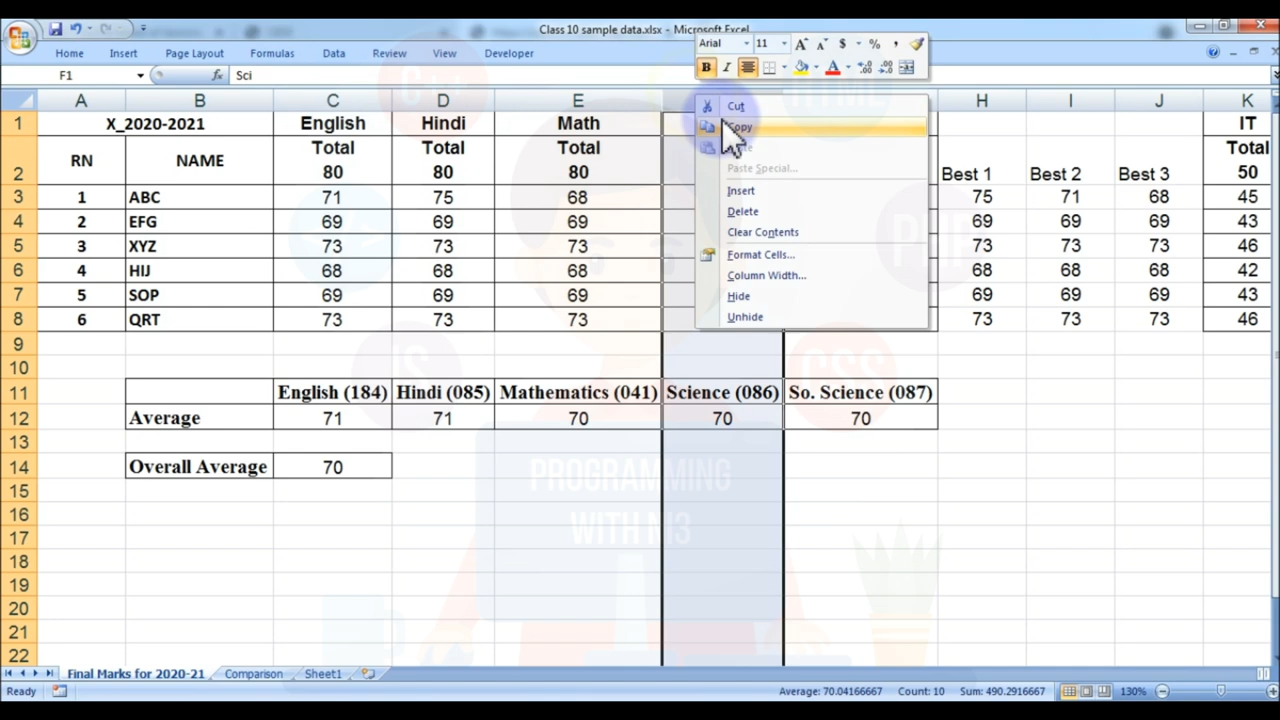 Class 10 sample data.xlsx - Microsoft Excel
Home Insert Page Layout Formulas Data Review View Developer
Arial 11 $ % ,
B I A
F1 fx Sci
A B C D E H I J K
1 X_2020-2021 English Hindi Math IT
2 RN NAME Total 80 Total 80 Total 80 Best 1 Best 2 Best 3 Total 50
3 1 ABC 71 75 68 75 71 68 45
4 2 EFG 69 69 69 69 69 69 43
5 3 XYZ 73 73 73 73 73 73 46
6 4 HIJ 68 68 68 68 68 68 42
7 5 SOP 69 69 69 69 69 69 43
8 6 QRT 73 73 73 73 73 73 46
9
10
11 English (184) Hindi (085) Mathematics (041) Science (086) So. Science (087)
12 Average 71 71 70 70 70
13
14 Overall Average 70
15
16
17
18
19
20
21
22
Cut
Copy
Paste Special...
Insert
Delete
Clear Contents
Format Cells...
Column Width...
Hide
Unhide
PROGRAMMING
WITH NI3
JS
CSS
PHP
HTML
Final Marks for 2020-21 Comparison Sheet1
Ready Average: 70.04166667 Count: 10 Sum: 490.2916667 130%